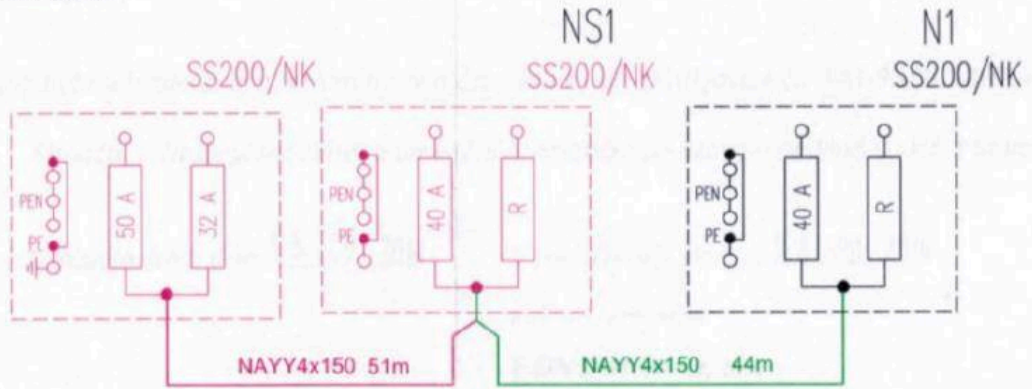 NS1
N1
SS200/NK
SS200/NK
SS200/NK
PEN
PE
50 A
32 A
PEN
PE
40 A
R
PEN
PE
40 A
R
NAYY4x150 51m
NAYY4x150 44m